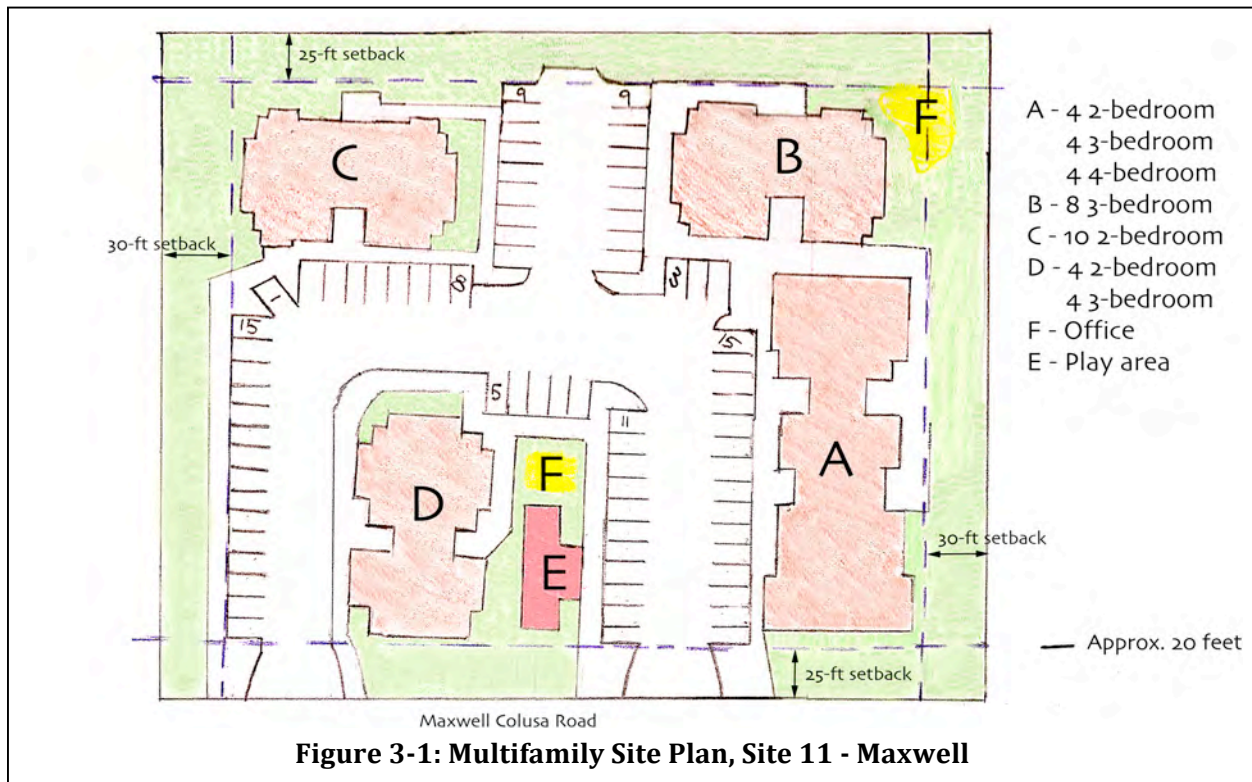 25-ft setback
9
9
F
A - 4 2-bedroom
4 3-bedroom
4 4-bedroom
B - 8 3-bedroom
C - 10 2-bedroom
D - 4 2-bedroom
4 3-bedroom
F - Office
E - Play area
C
B
30-ft setback
1
8
3
15
15
5
11
F
A
D
E
30-ft setback
25-ft setback
Approx. 20 feet
Maxwell Colusa Road
Figure 3-1: Multifamily Site Plan, Site 11 - Maxwell